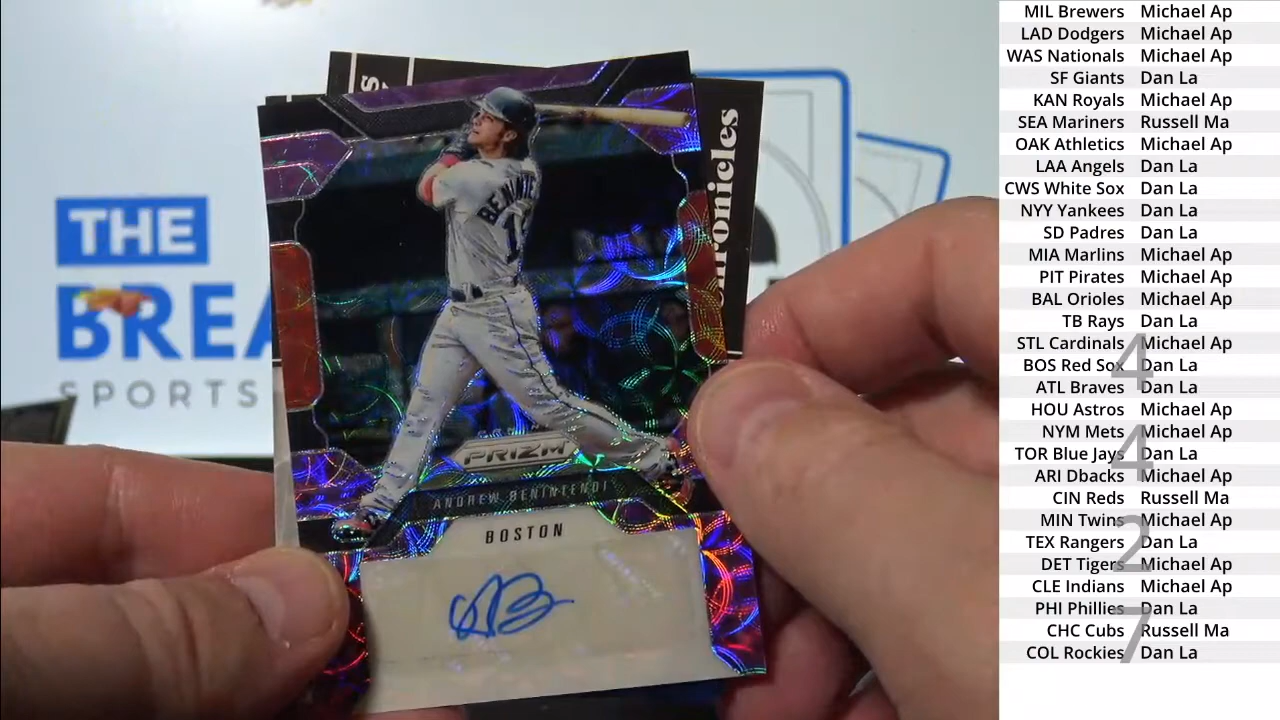 THE
BREA
SPORTS
Chronicles
BENINTE
PRIZM
ANDREW BENINTENDI
BOSTON
AB
MIL Brewers Michael Ap
LAD Dodgers Michael Ap
WAS Nationals Michael Ap
SF Giants Dan La
KAN Royals Michael Ap
SEA Mariners Russell Ma
OAK Athletics Michael Ap
LAA Angels Dan La
CWS White Sox Dan La
NYY Yankees Dan La
SD Padres Dan La
MIA Marlins Michael Ap
PIT Pirates Michael Ap
BAL Orioles Michael Ap
TB Rays Dan La
STL Cardinals Michael Ap
BOS Red Sox Dan La
ATL Braves Dan La
HOU Astros Michael Ap
NYM Mets Michael Ap
TOR Blue Jays Dan La
ARI Dbacks Michael Ap
CIN Reds Russell Ma
MIN Twins Michael Ap
TEX Rangers Dan La
DET Tigers Michael Ap
CLE Indians Michael Ap
PHI Phillies Dan La
CHC Cubs Russell Ma
COL Rockies Dan La
4
4
2
7